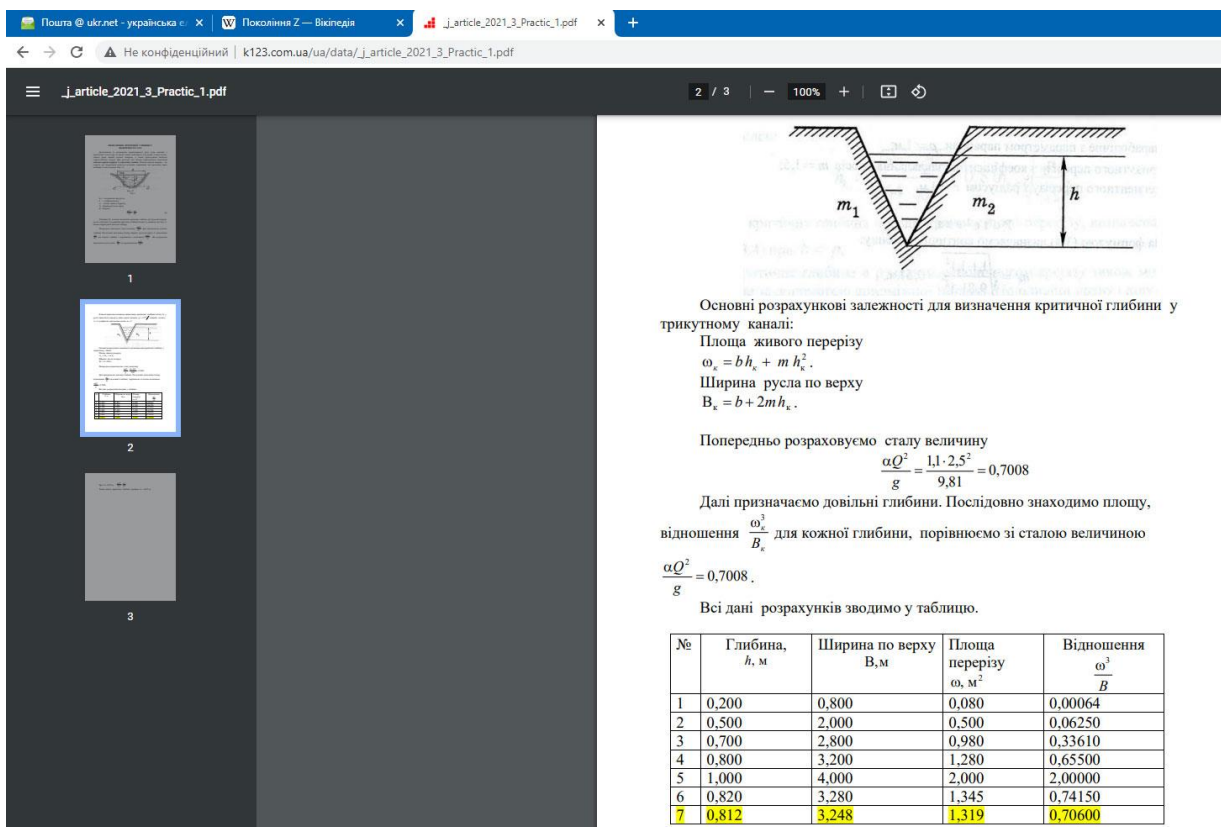 Пошта @ ukr.net - українська е
Покоління Z — Вікіпедія
_j_article_2021_3_Practic_1.pdf
Не конфіденційний | k123.com.ua/ua/data/_j_article_2021_3_Practic_1.pdf
_j_article_2021_3_Practic_1.pdf
2 / 3 | — 100% + |
1
2
3
m₁ m₂ h
Основні розрахункові залежності для визначення критичної глибини у
трикутному каналі:
Площа живого перерізу
ωₖ = b hₖ + m hₖ² .
Ширина русла по верху
Bₖ = b + 2m hₖ .
Попередньо розраховуємо сталу величину
αQ²/g = 1,1·2,5²/9,81 = 0,7008
Далі призначаємо довільні глибини. Послідовно знаходимо площу,
відношення ωₖ³/Bₖ для кожної глибини, порівнюємо зі сталою величиною
αQ²/g = 0,7008 .
Всі дані розрахунків зводимо у таблицю.
№ Глибина, h, м Ширина по верху В,м Площа перерізу ω, м² Відношення ω³/B
1 0,200 0,800 0,080 0,00064
2 0,500 2,000 0,500 0,06250
3 0,700 2,800 0,980 0,33610
4 0,800 3,200 1,280 0,65500
5 1,000 4,000 2,000 2,00000
6 0,820 3,280 1,345 0,74150
7 0,812 3,248 1,319 0,70600